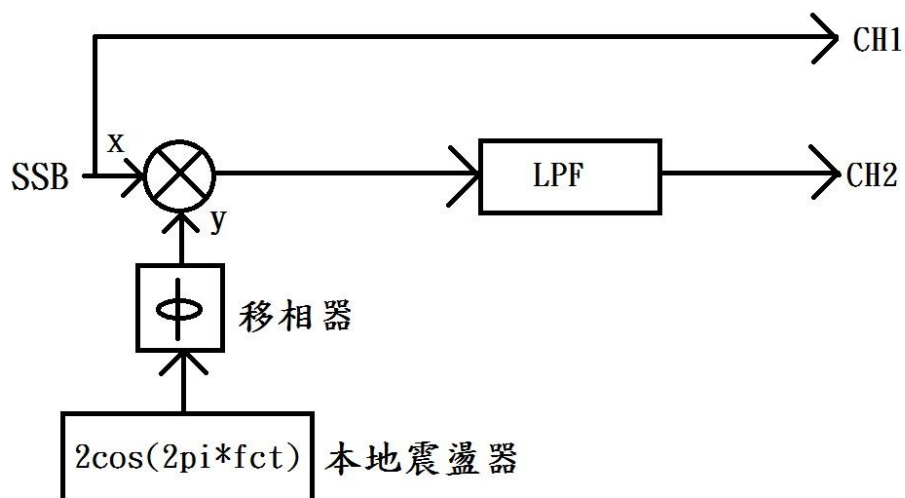 CH1
x
SSB
LPF
CH2
y
移相器
2cos(2pi*fct)
本地震盪器